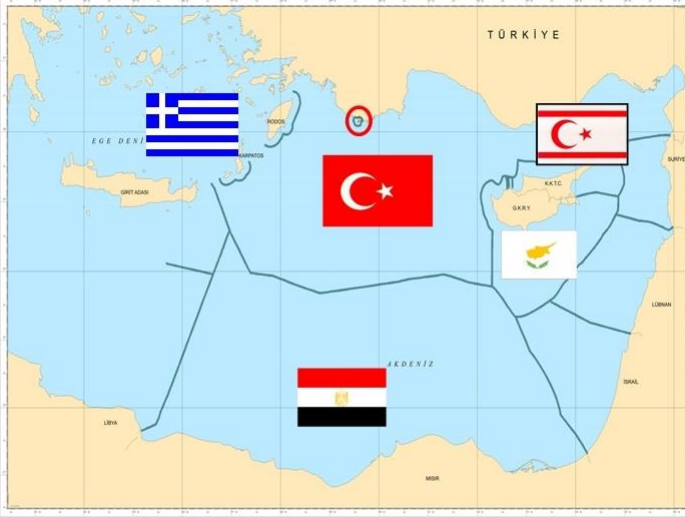 TÜRKİYE
RODOS
EGE DENİ
KARPATOS
SURİYE
K.K.T.C.
GİRİT ADASI
G.K.R.Y.
LÜBNAN
AKDENİZ
İSRAİL
LİBYA
MISIR